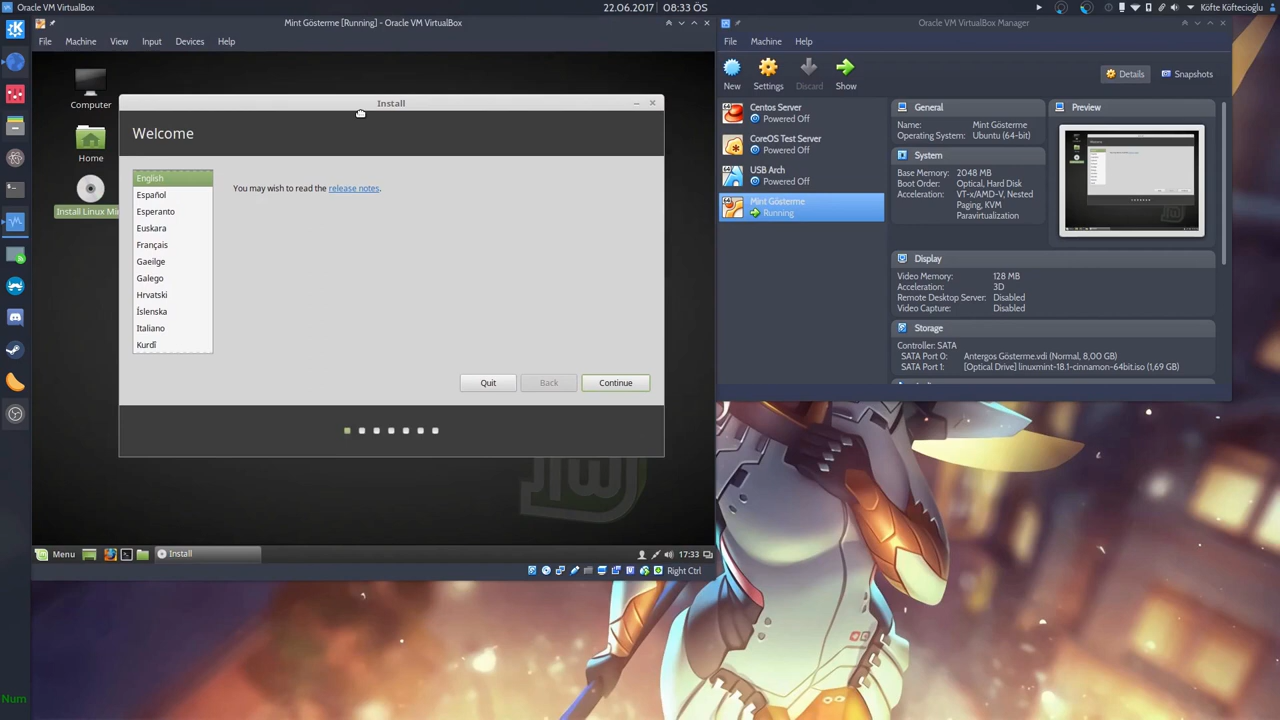 Oracle VM VirtualBox
22.06.2017
08:33 ÖS
Köfte Köftecioğlu
Mint Gösterme [Running] - Oracle VM VirtualBox
File Machine View Input Devices Help
Computer
Home
Install Linux Min
Install
Welcome
English
Español
Esperanto
Euskara
Français
Gaeilge
Galego
Hrvatski
Íslenska
Italiano
Kurdî
You may wish to read the release notes.
Quit Back Continue
Menu
Install
17:33
Right Ctrl
Oracle VM VirtualBox Manager
File Machine Help
New Settings Discard Show
Details Snapshots
Centos Server
Powered Off
CoreOS Test Server
Powered Off
USB Arch
Powered Off
Mint Gösterme
Running
General
Name: Mint Gösterme
Operating System: Ubuntu (64-bit)
System
Base Memory: 2048 MB
Boot Order: Optical, Hard Disk
Acceleration: VT-x/AMD-V, Nested
Paging, KVM
Paravirtualization
Preview
Display
Video Memory: 128 MB
Acceleration: 3D
Remote Desktop Server: Disabled
Video Capture: Disabled
Storage
Controller: SATA
SATA Port 0: Antergos Gösterme.vdi (Normal, 8,00 GB)
SATA Port 1: [Optical Drive] linuxmint-18.1-cinnamon-64bit.iso (1,69 GB)
Num